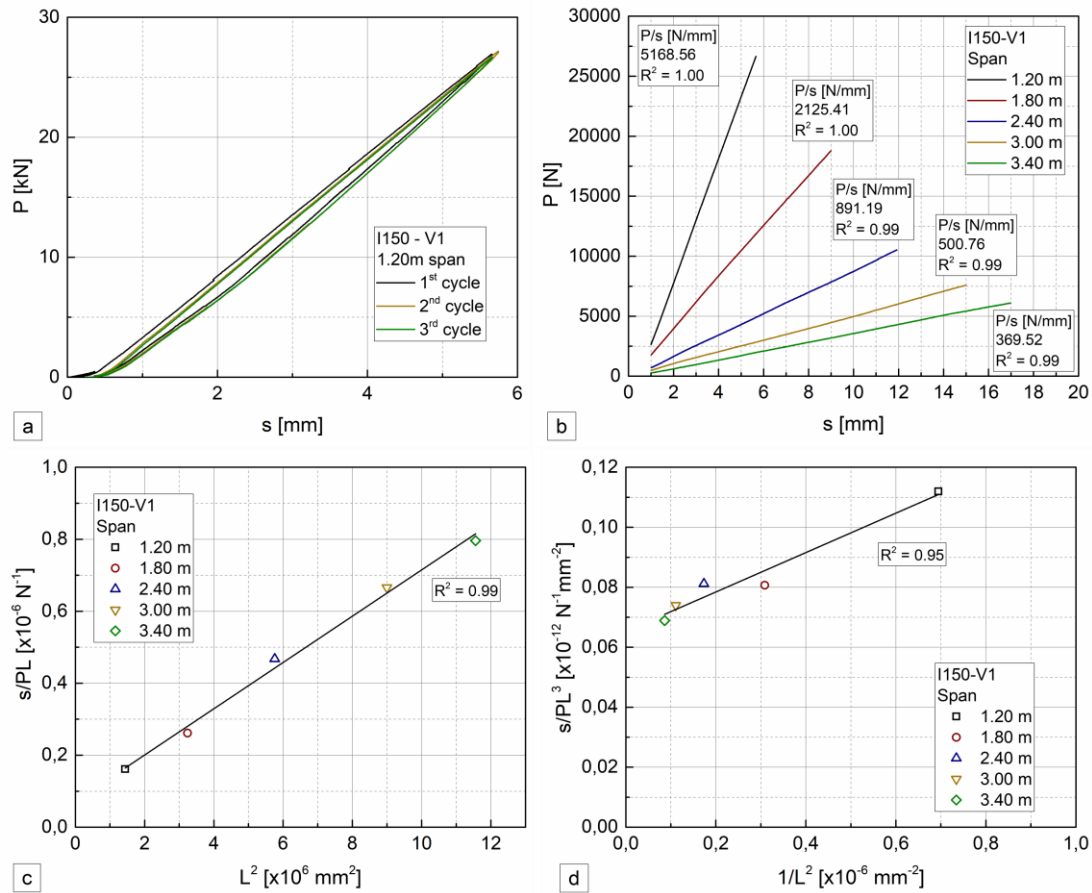 30
20
10
0
P [kN]
I150 - V1
1.20m span
1st cycle
2nd cycle
3rd cycle
0
2
4
6
s [mm]
a
30000
27500
25000
22500
20000
17500
15000
12500
10000
7500
5000
2500
0
P [N]
P/s [N/mm]
5168.56
R² = 1.00
P/s [N/mm]
2125.41
R² = 1.00
P/s [N/mm]
891.19
R² = 0.99
P/s [N/mm]
500.76
R² = 0.99
P/s [N/mm]
369.52
R² = 0.99
I150-V1
Span
1.20 m
1.80 m
2.40 m
3.00 m
3.40 m
0 2 4 6 8 10 12 14 16 18 20
s [mm]
b
1,0
0,8
0,6
0,4
0,2
0,0
s/PL [x10⁻⁶ N⁻¹]
I150-V1
Span
1.20 m
1.80 m
2.40 m
3.00 m
3.40 m
R² = 0.99
0 2 4 6 8 10 12
L² [x10⁶ mm²]
c
0,12
0,10
0,08
0,06
0,04
0,02
0,00
s/PL³ [x10⁻¹² N⁻¹mm⁻²]
R² = 0.95
I150-V1
Span
1.20 m
1.80 m
2.40 m
3.00 m
3.40 m
0,0 0,2 0,4 0,6 0,8 1,0
1/L² [x10⁻⁶ mm⁻²]
d